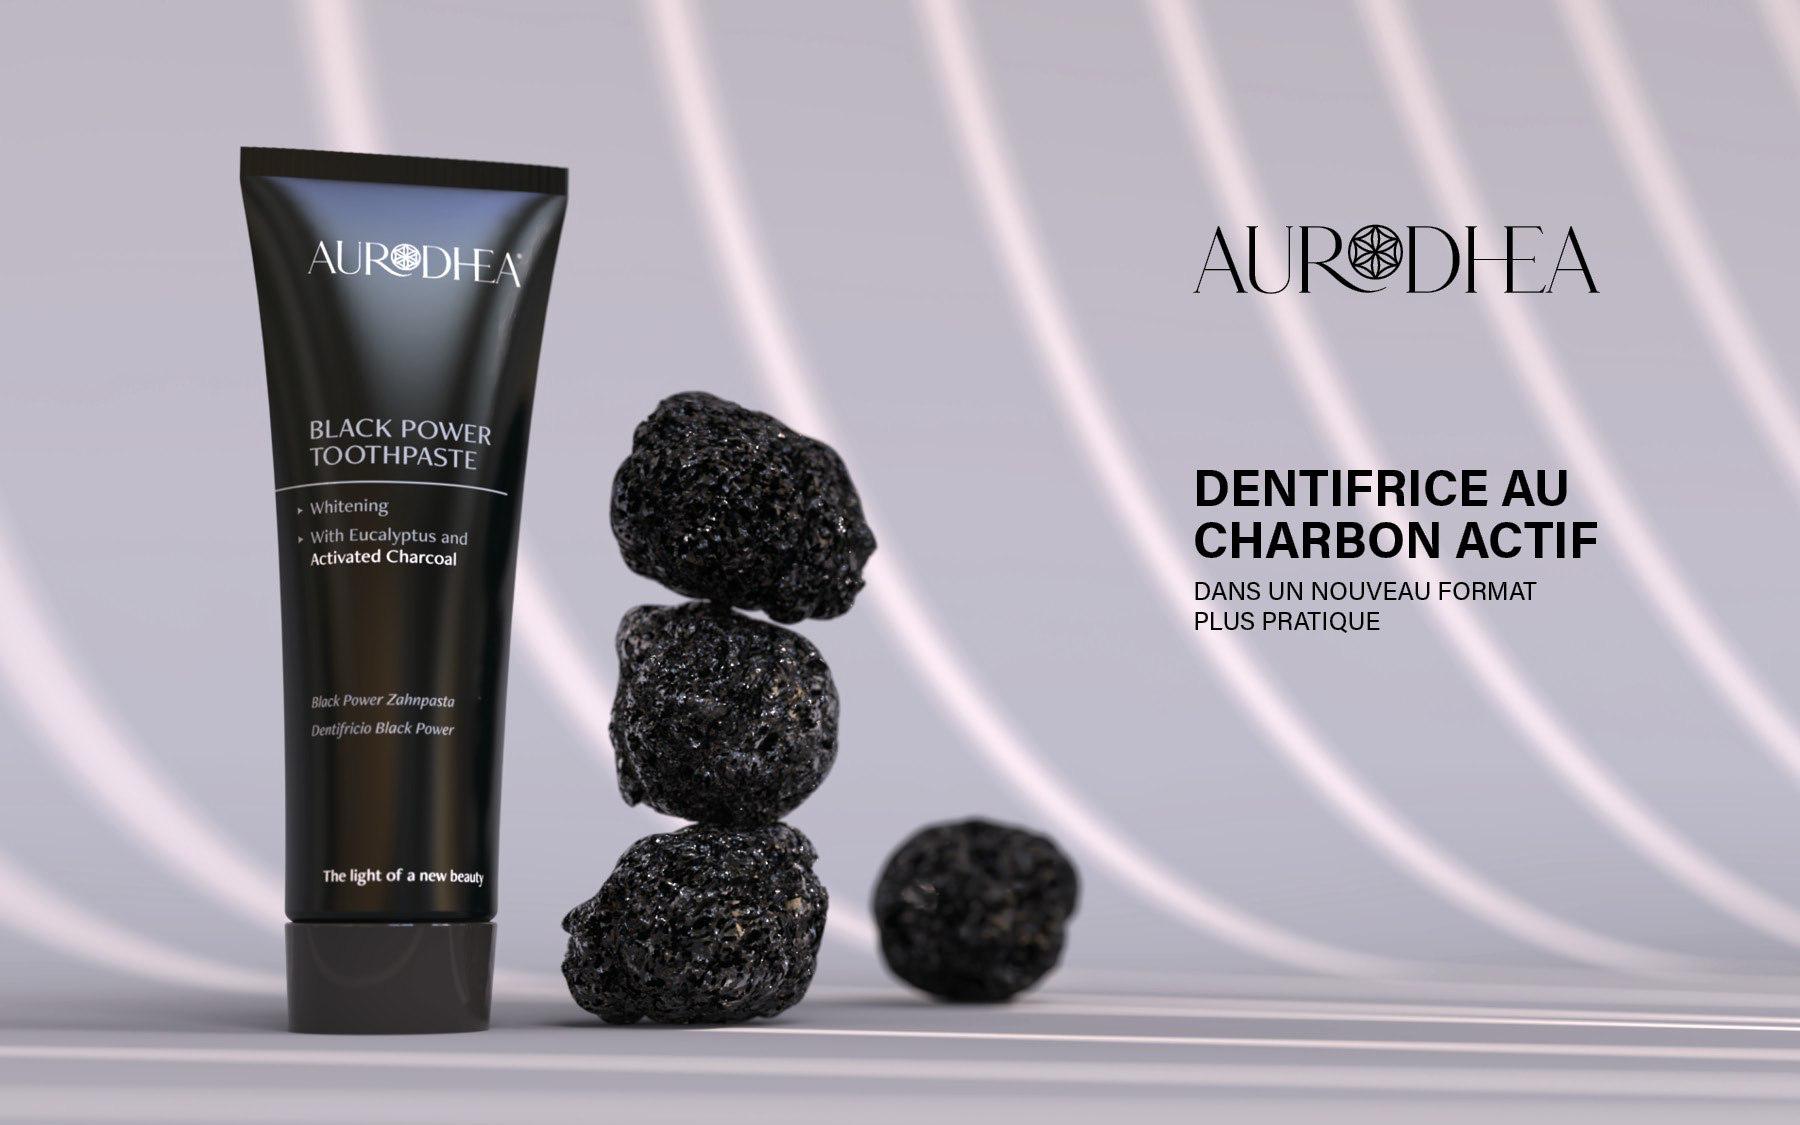 AURODHEA®
BLACK POWER
TOOTHPASTE
▸ Whitening
▸ With Eucalyptus and
Activated Charcoal
Black Power Zahnpasta
Dentifricio Black Power
The light of a new beauty
AURODHEA
DENTIFRICE AU
CHARBON ACTIF
DANS UN NOUVEAU FORMAT
PLUS PRATIQUE